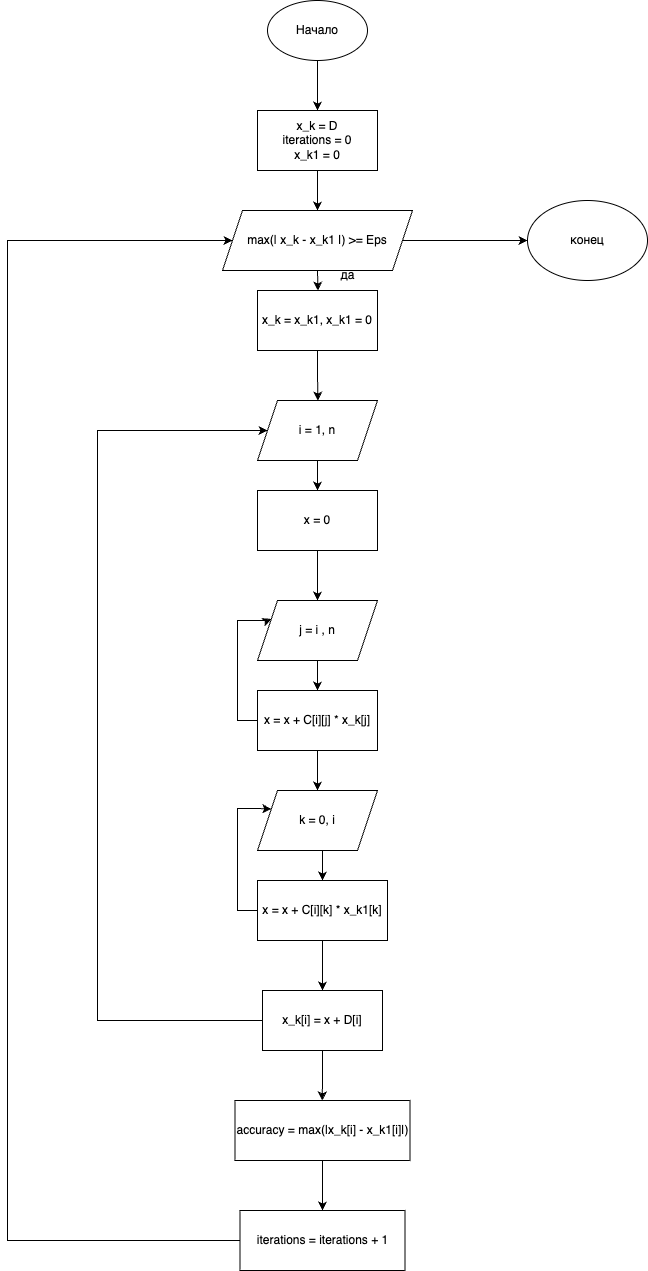 Начало
x_k = D
iterations = 0
x_k1 = 0
max(| x_k - x_k1 |) >= Eps
конец
да
x_k = x_k1, x_k1 = 0
i = 1, n
x = 0
j = i , n
x = x + C[i][j] * x_k[j]
k = 0, i
x = x + C[i][k] * x_k1[k]
x_k[i] = x + D[i]
accuracy = max(|x_k[i] - x_k1[i]|)
iterations = iterations + 1